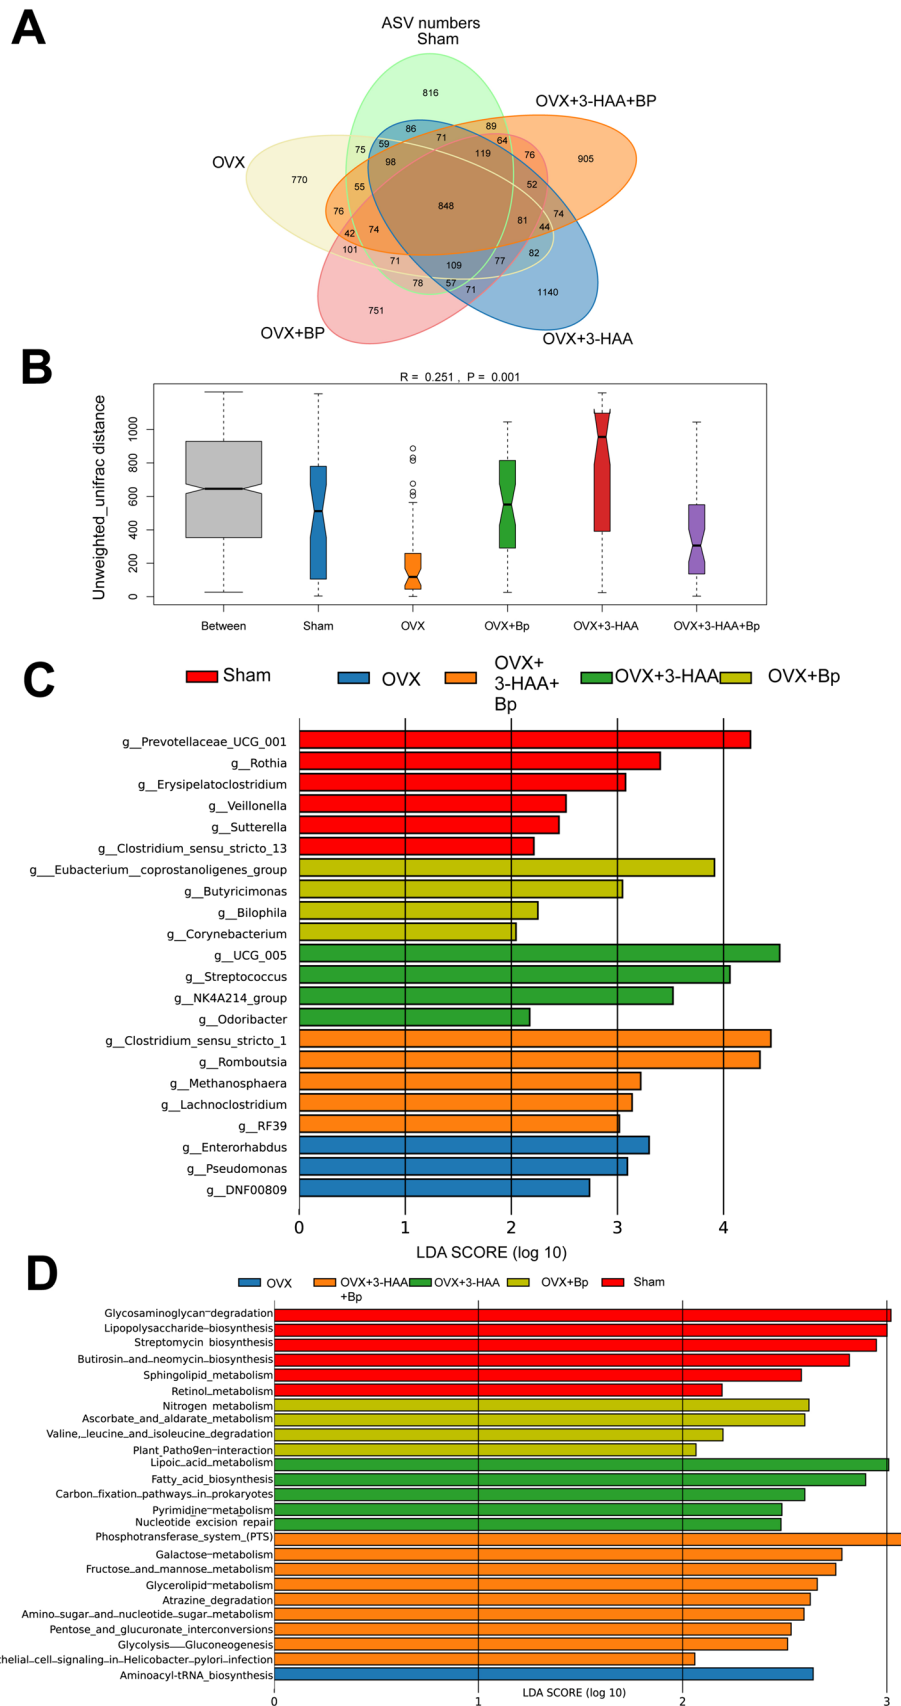 A
ASV numbers
Sham
816
OVX+3-HAA+BP
86
89
71
64
59
75
OVX
119
76
905
98
770
55
52
848
76
74
81
74
42
44
101
82
71
109
77
78
57
71
1140
751
OVX+BP
OVX+3-HAA
B
R = 0.251 , P = 0.001
Unweighted_unifrac distance
1000
800
600
400
200
0
Between Sham OVX OVX+Bp OVX+3-HAA OVX+3-HAA+Bp
C
Sham OVX OVX+ 3-HAA+ Bp OVX+3-HAA OVX+Bp
g__Prevotellaceae_UCG_001
g__Rothia
g__Erysipelatoclostridium
g__Veillonella
g__Sutterella
g__Clostridium_sensu_stricto_13
g___Eubacterium__coprostanoligenes_group
g__Butyricimonas
g__Bilophila
g__Corynebacterium
g__UCG_005
g__Streptococcus
g__NK4A214_group
g__Odoribacter
g__Clostridium_sensu_stricto_1
g__Romboutsia
g__Methanosphaera
g__Lachnoclostridium
g__RF39
g__Enterorhabdus
g__Pseudomonas
g__DNF00809
0 1 2 3 4
LDA SCORE (log 10)
D
OVX OVX+3-HAA +Bp OVX+3-HAA OVX+Bp Sham
Glycosaminoglycan_degradation
Lipopolysaccharide_biosynthesis
Streptomycin biosynthesis
Butirosin_and_neomycin_biosynthesis
Sphingolipid_metabolism
Retinol_metabolism
Nitrogen metabolism
Ascorbate_and_aldarate_metabolism
Valine,_leucine_and_isoleucine_degradation
Plant_Pathogen_interaction
Lipoic_acid_metabolism
Fatty_acid_biosynthesis
Carbon_fixation_pathways_in_prokaryotes
Pyrimidine_metabolism
Nucleotide excision repair
Phosphotransferase_system_(PTS)
Galactose_metabolism
Fructose_and_mannose_metabolism
Glycerolipid_metabolism
Atrazine_degradation
Amino_sugar_and_nucleotide_sugar_metabolism
Pentose_and_glucuronate_interconversions
Glycolysis___Gluconeogenesis
thelial_cell_signaling_in_Helicobacter_pylori_infection
Aminoacyl-tRNA_biosynthesis
0 1 2 3
LDA SCORE (log 10)